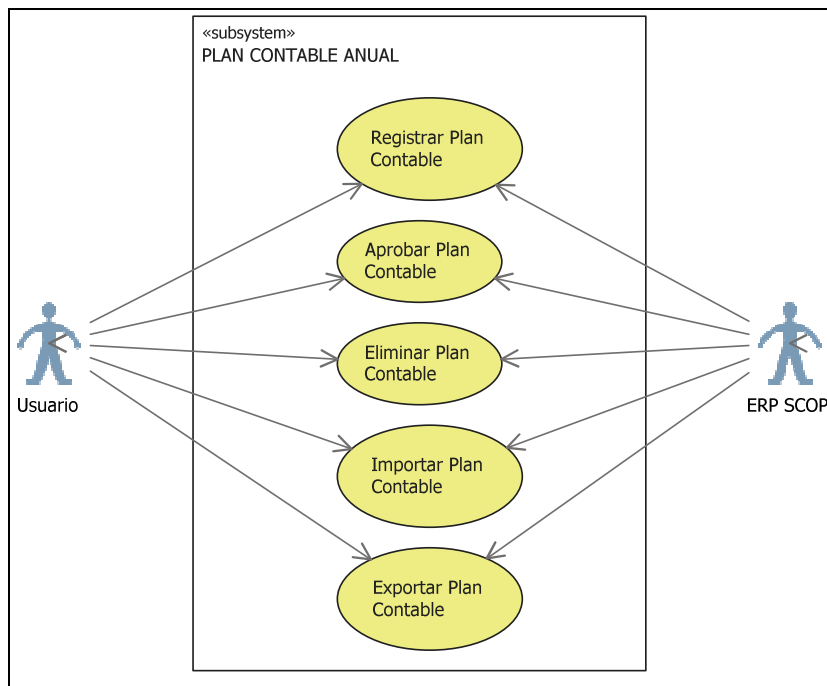 «subsystem»
PLAN CONTABLE ANUAL
Registrar Plan
Contable
Aprobar Plan
Contable
Eliminar Plan
Contable
Usuario
ERP SCOP
Importar Plan
Contable
Exportar Plan
Contable